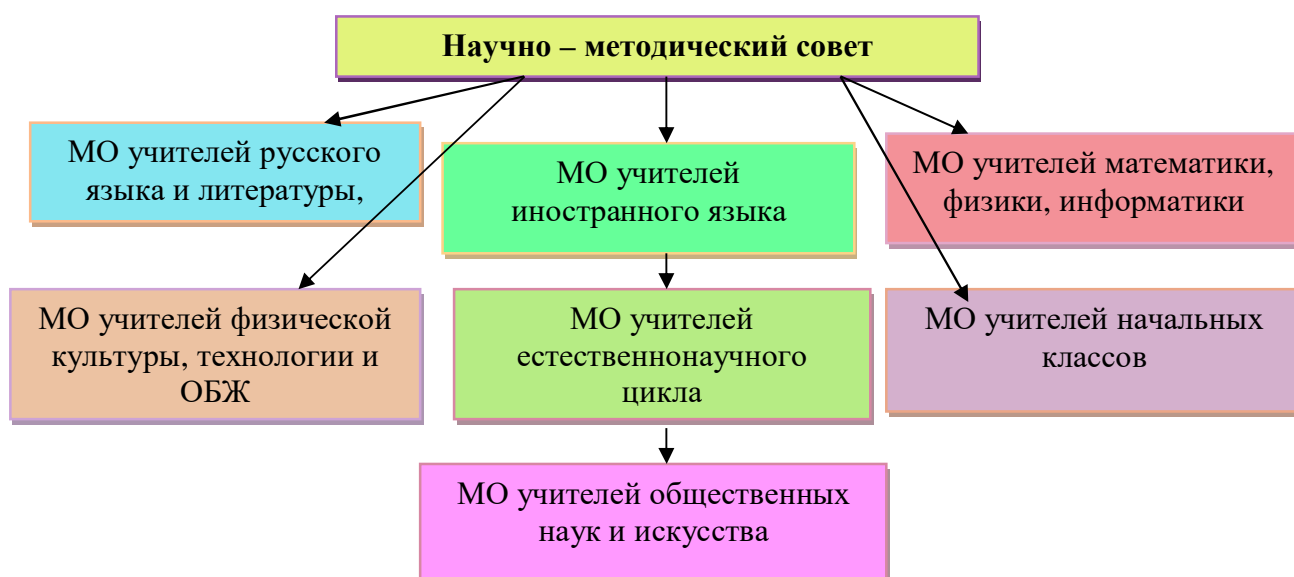 Научно – методический совет
МО учителей русского
языка и литературы,
МО учителей
иностранного языка
МО учителей математики,
физики, информатики
МО учителей физической
культуры, технологии и
ОБЖ
МО учителей
естественнонаучного
цикла
МО учителей начальных
классов
МО учителей общественных
наук и искусства